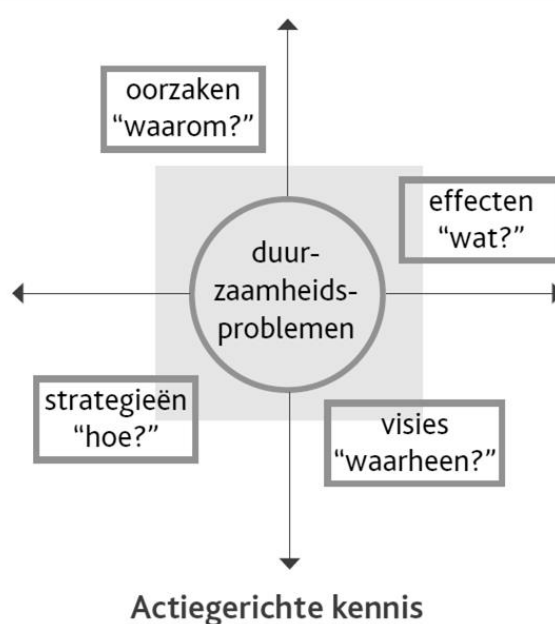 oorzaken
“waarom?”
effecten
“wat?”
duur-
zaamheids-
problemen
strategieën
“hoe?”
visies
“waarheen?”
Actiegerichte kennis